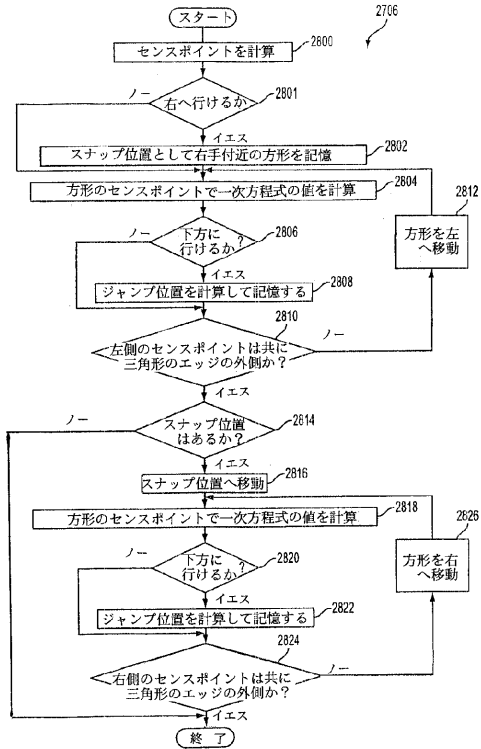 スタート
2706
センスポイントを計算
2800
ノー
右へ行けるか
2801
イエス
スナップ位置として右手付近の方形を記憶
2802
方形のセンスポイントで一次方程式の値を計算
2804
2812
方形を左
へ移動
ノー
下方に
行けるか?
2806
イエス
ジャンプ位置を計算して記憶する
2808
2810
ノー
左側のセンスポイントは共に
三角形のエッジの外側か?
イエス
ノー
スナップ位置
はあるか?
2814
イエス
2816
スナップ位置へ移動
方形のセンスポイントで一次方程式の値を計算
2818
2826
方形を右
へ移動
ノー
下方に
行けるか?
2820
イエス
ジャンプ位置を計算して記憶する
2822
2824
ノー
右側のセンスポイントは共に
三角形のエッジの外側か?
イエス
終了